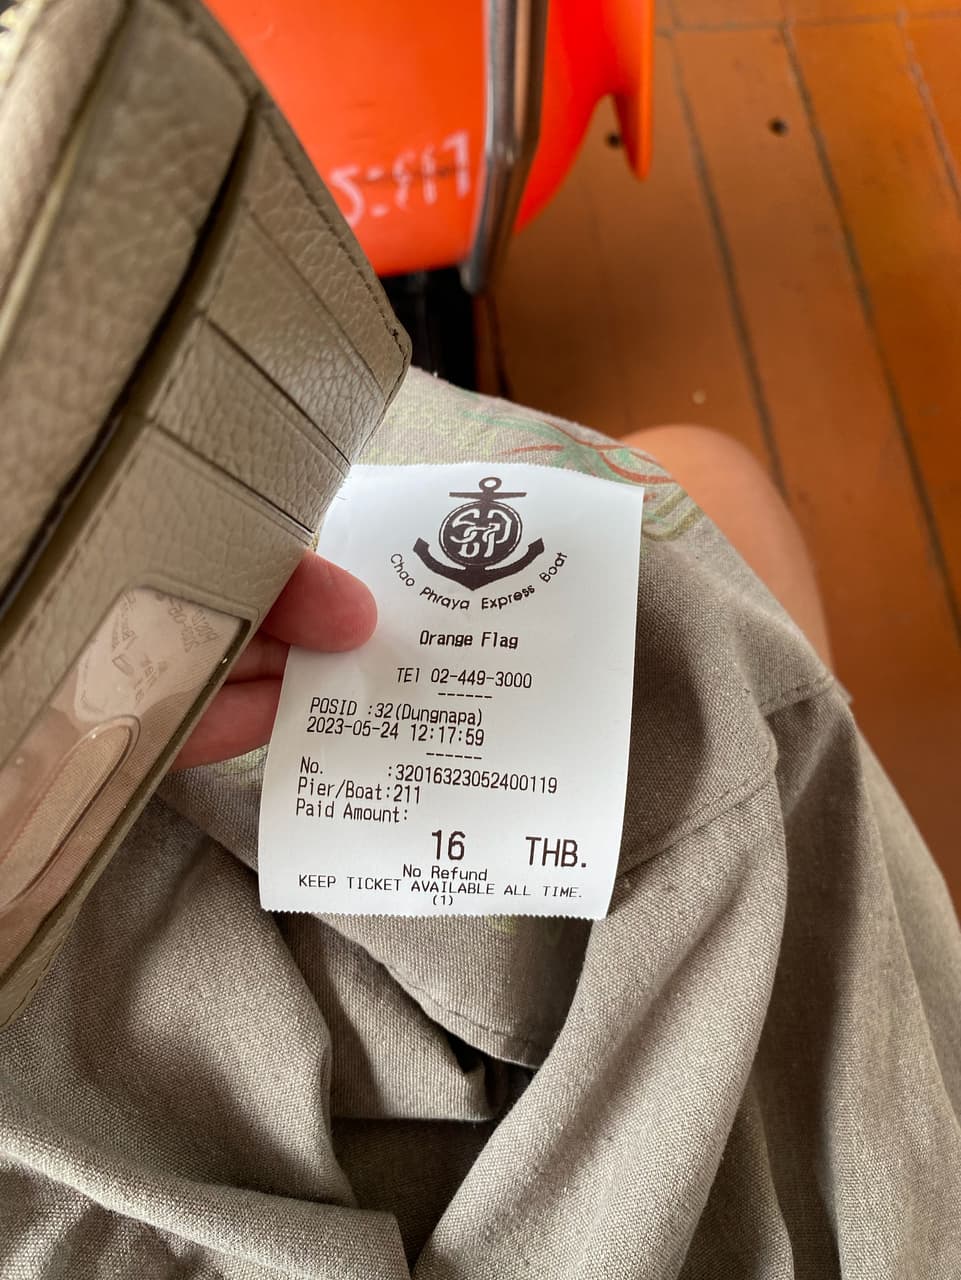 Chao Phraya Express Boat
Orange Flag
TEl 02-449-3000
------
POSID :32(Dungnapa)
2023-05-24 12:17:59
------
No. :32016323052400119
Pier/Boat:211
Paid Amount:
16 THB.
No Refund
KEEP TICKET AVAILABLE ALL TIME.
(1)